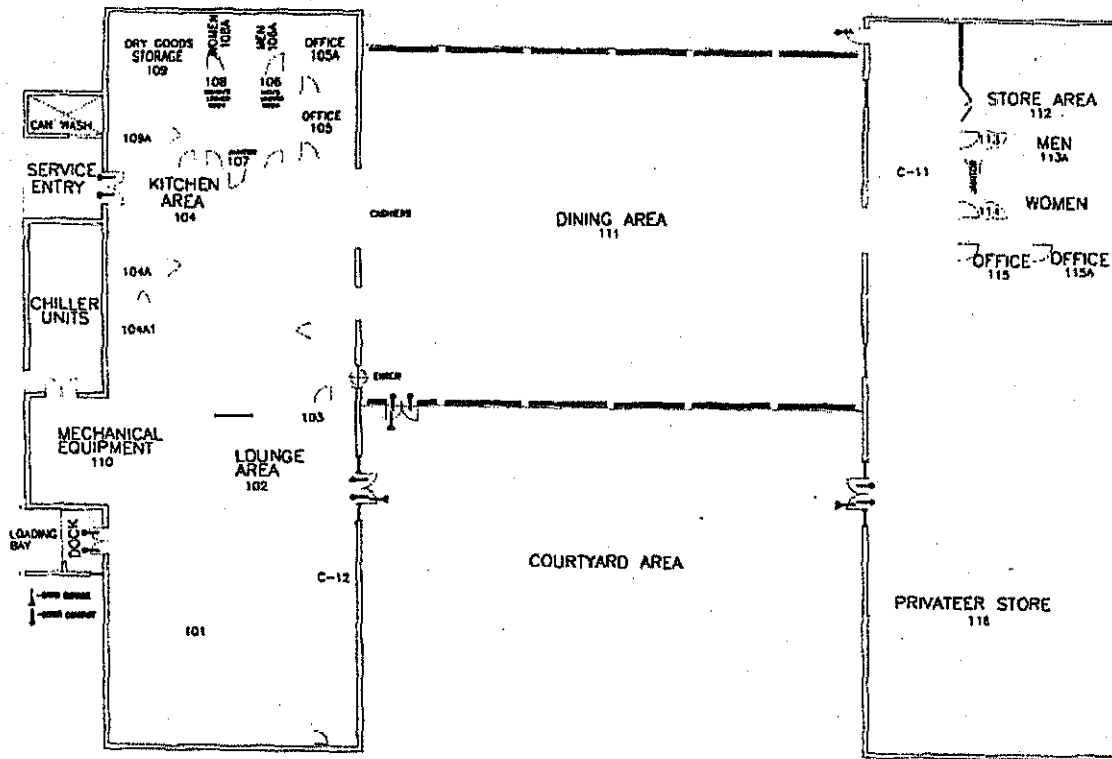 DRY GOODS
STORAGE
109
WOMEN
108A
MEN
106A
OFFICE
105A
108
106
OFFICE
105
CAN WASH
109A
107
SERVICE
ENTRY
KITCHEN
AREA
104
CASHIERS
DINING AREA
111
C-11
STORE AREA
112
113
MEN
113A
JANITOR
114
WOMEN
OFFICE
115
OFFICE
115A
104A
CHILLER
UNITS
104A1
103
MECHANICAL
EQUIPMENT
110
LOUNGE
AREA
102
LOADING
BAY
DOCK
C-12
COURTYARD AREA
101
PRIVATEER STORE
116